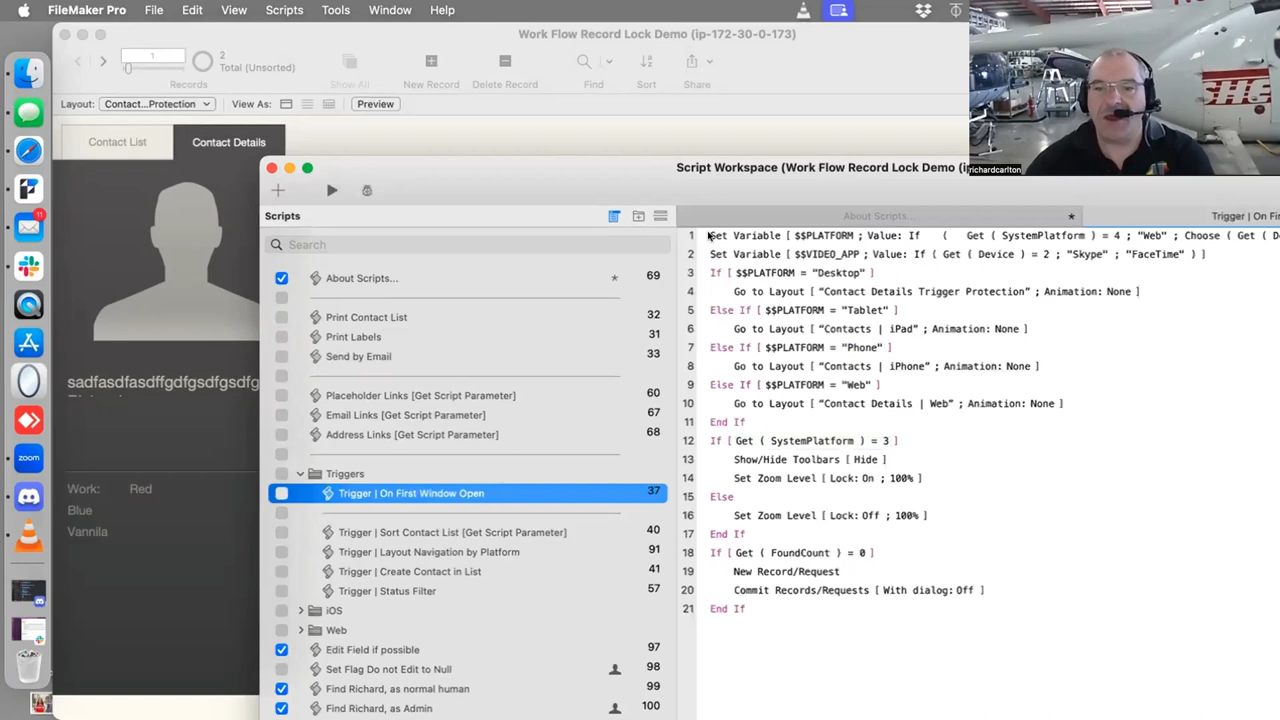 FileMaker Pro File Edit View Scripts Tools Window Help
Work Flow Record Lock Demo (ip-172-30-0-173)
1
2
Total (Unsorted)
Show All
New Record
Delete Record
Find
Sort
Share
Records
Layout: Contact...Protection View As: Preview
Contact List
Contact Details
sadfasdfasdffgdfgsdfgsdfg
Work: Red
Blue
Vannila
11
zoom
richardcarlton
Script Workspace (Work Flow Record Lock Demo (i
Scripts
Search
About Scripts... * 69
Print Contact List 32
Print Labels 31
Send by Email 33
Placeholder Links [Get Script Parameter] 60
Email Links [Get Script Parameter] 67
Address Links [Get Script Parameter] 68
Triggers
Trigger | On First Window Open 37
Trigger | Sort Contact List [Get Script Parameter] 40
Trigger | Layout Navigation by Platform 91
Trigger | Create Contact in List 41
Trigger | Status Filter 57
iOS
Web
Edit Field if possible 97
Set Flag Do not Edit to Null 98
Find Richard, as normal human 99
Find Richard, as Admin 100
About Scripts... *
Trigger | On Fir
1 Set Variable [ $$PLATFORM ; Value: If ( Get ( SystemPlatform ) = 4 ; "Web" ; Choose ( Get ( De
2 Set Variable [ $$VIDEO_APP ; Value: If ( Get ( Device ) = 2 ; "Skype" ; "FaceTime" ) ]
3 If [ $$PLATFORM = "Desktop" ]
4 Go to Layout [ “Contact Details Trigger Protection” ; Animation: None ]
5 Else If [ $$PLATFORM = "Tablet" ]
6 Go to Layout [ “Contacts | iPad” ; Animation: None ]
7 Else If [ $$PLATFORM = "Phone" ]
8 Go to Layout [ “Contacts | iPhone” ; Animation: None ]
9 Else If [ $$PLATFORM = "Web" ]
10 Go to Layout [ “Contact Details | Web” ; Animation: None ]
11 End If
12 If [ Get ( SystemPlatform ) = 3 ]
13 Show/Hide Toolbars [ Hide ]
14 Set Zoom Level [ Lock: On ; 100% ]
15 Else
16 Set Zoom Level [ Lock: Off ; 100% ]
17 End If
18 If [ Get ( FoundCount ) = 0 ]
19 New Record/Request
20 Commit Records/Requests [ With dialog: Off ]
21 End If